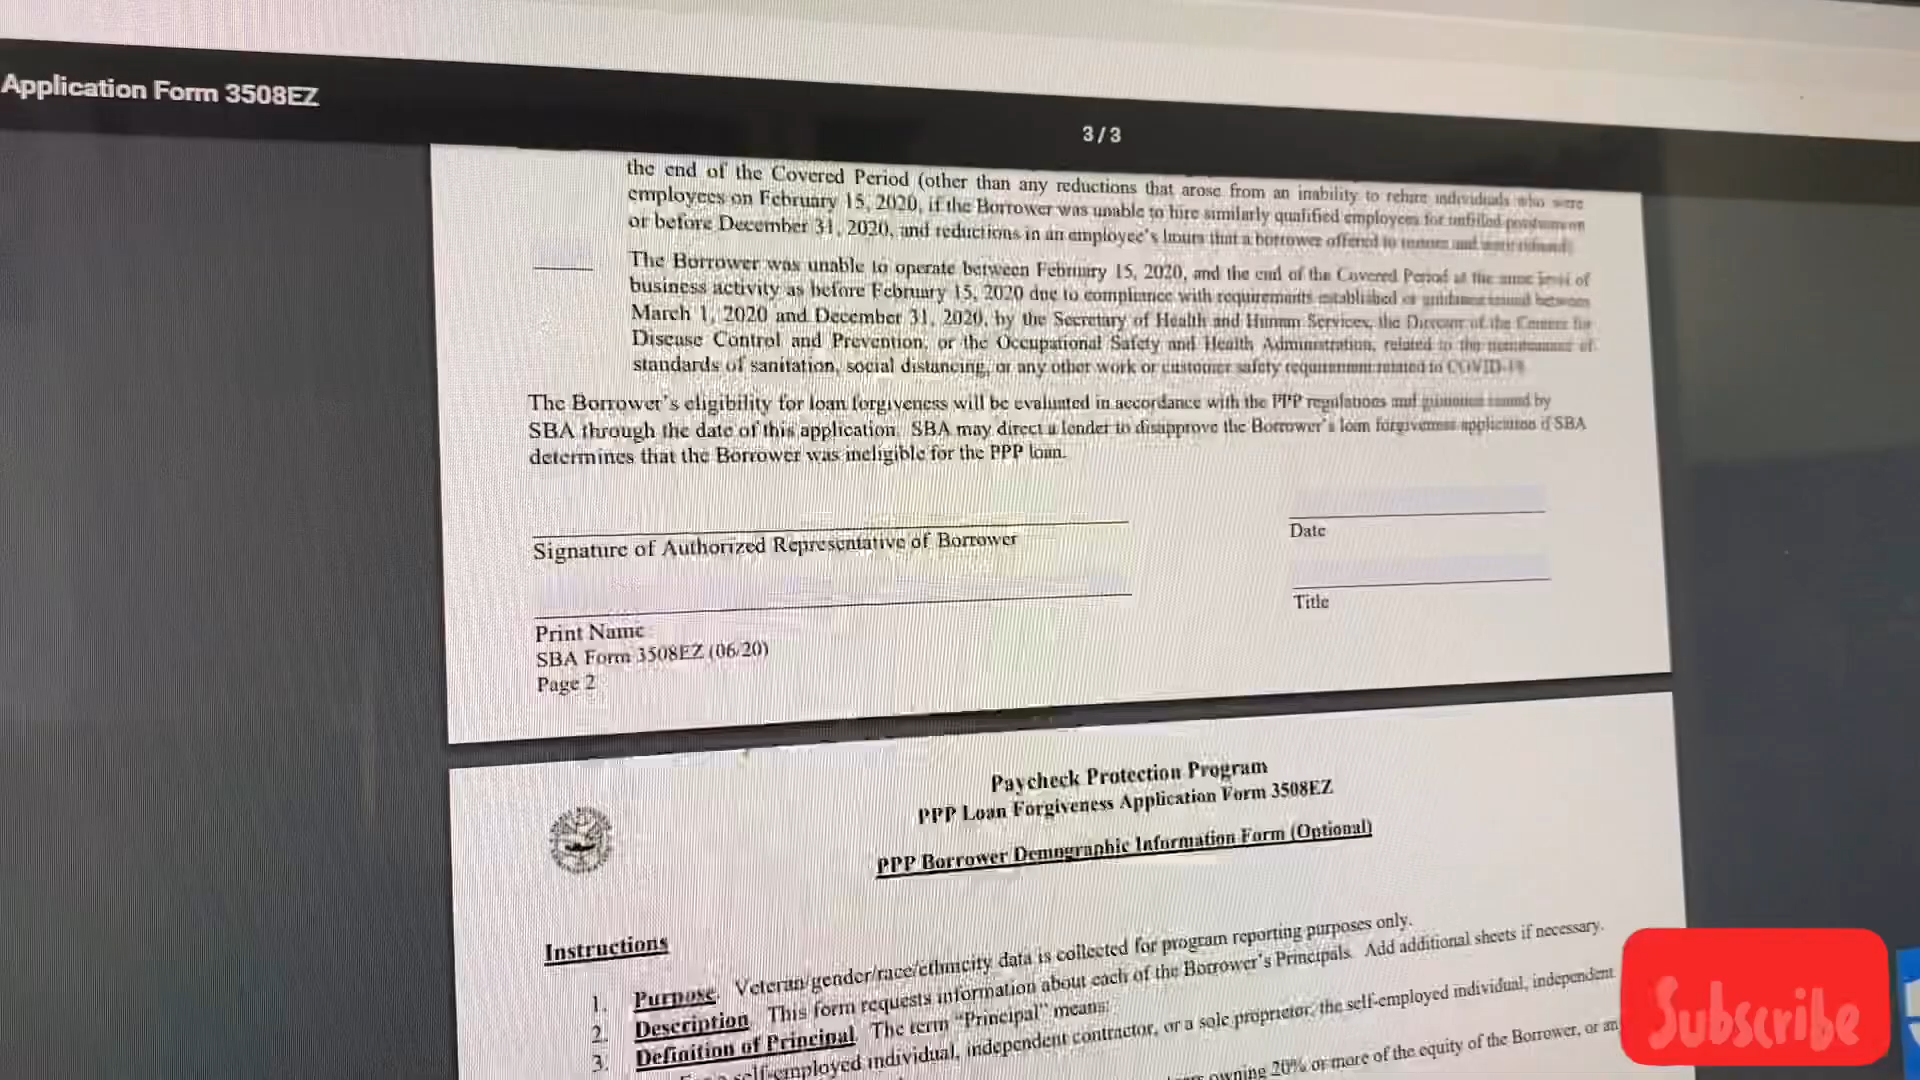 Application Form 3508EZ
3 / 3
the end of the Covered Period (other than any reductions that arose from an inability to rehire individuals who were
employees on February 15, 2020, if the Borrower was unable to hire similarly qualified employees for unfilled positions on
or before December 31, 2020, and reductions in an employee's hours that a borrower offered to restore and were refused).
The Borrower was unable to operate between February 15, 2020, and the end of the Covered Period at the same level of
business activity as before February 15, 2020 due to compliance with requirements established or guidance issued between
March 1, 2020 and December 31, 2020, by the Secretary of Health and Human Services, the Director of the Centers for
Disease Control and Prevention, or the Occupational Safety and Health Administration, related to the maintenance of
standards of sanitation, social distancing, or any other work or customer safety requirement related to COVID-19.
The Borrower's eligibility for loan forgiveness will be evaluated in accordance with the PPP regulations and guidance issued by
SBA through the date of this application. SBA may direct a lender to disapprove the Borrower's loan forgiveness application if SBA
determines that the Borrower was ineligible for the PPP loan.
Signature of Authorized Representative of Borrower
Date
Print Name
Title
SBA Form 3508EZ (06/20)
Page 2
Paycheck Protection Program
PPP Loan Forgiveness Application Form 3508EZ
PPP Borrower Demographic Information Form (Optional)
Instructions
1. Purpose. Veteran/gender/race/ethnicity data is collected for program reporting purposes only.
2. Description. This form requests information about each of the Borrower's Principals. Add additional sheets if necessary.
3. Definition of Principal. The term "Principal" means:
self-employed individual, independent contractor, or a sole proprietor, the self-employed individual, independent
owning 20% or more of the equity of the Borrower, or an
Subscribe